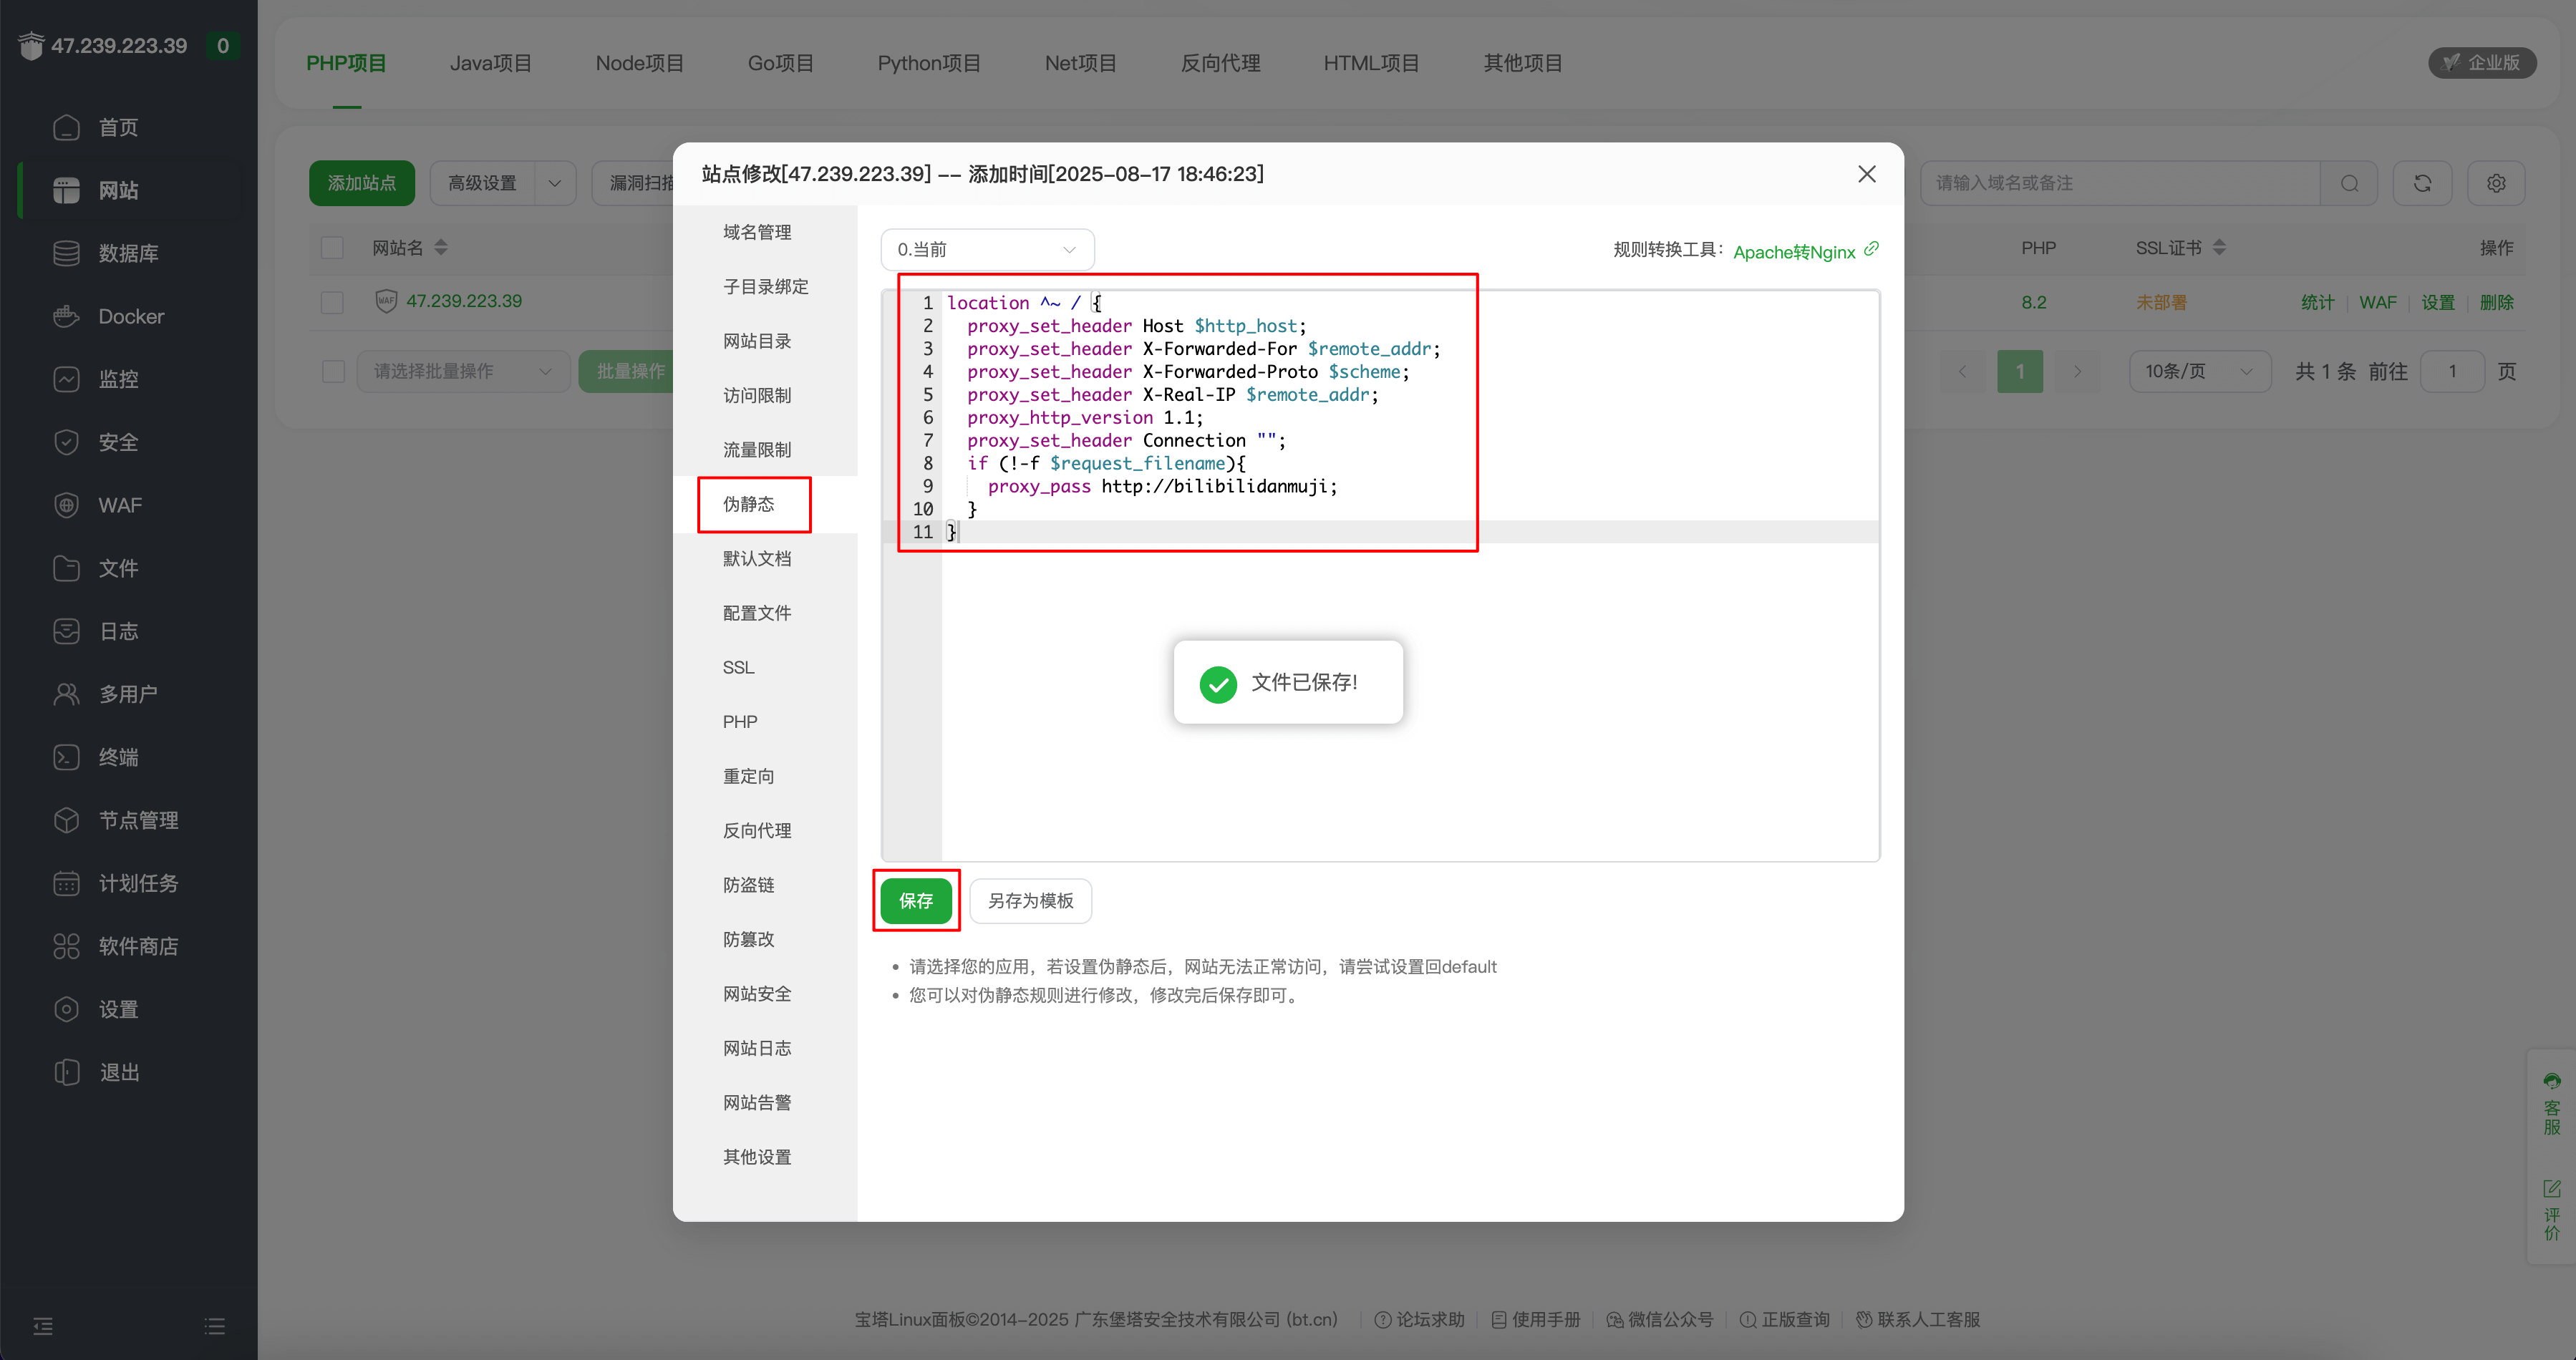 47.239.223.39 0
首页
网站
数据库
Docker
监控
安全
WAF
文件
日志
多用户
终端
节点管理
计划任务
软件商店
设置
退出
PHP项目 Java项目 Node项目 Go项目 Python项目 Net项目 反向代理 HTML项目 其他项目 企业版
添加站点 高级设置 漏洞扫描 请输入域名或备注
网站名 PHP SSL证书 操作
WAF 47.239.223.39 8.2 未部署 统计 WAF 设置 删除
请选择批量操作 批量操作 1 10条/页 共 1 条 前往 1 页
站点修改[47.239.223.39] -- 添加时间[2025-08-17 18:46:23]
域名管理
子目录绑定
网站目录
访问限制
流量限制
伪静态
默认文档
配置文件
SSL
PHP
重定向
反向代理
防盗链
防篡改
网站安全
网站日志
网站告警
其他设置
0.当前 规则转换工具： Apache转Nginx
1 location ^~ / {
2 proxy_set_header Host $http_host;
3 proxy_set_header X-Forwarded-For $remote_addr;
4 proxy_set_header X-Forwarded-Proto $scheme;
5 proxy_set_header X-Real-IP $remote_addr;
6 proxy_http_version 1.1;
7 proxy_set_header Connection "";
8 if (!-f $request_filename){
9 proxy_pass http://bilibilidanmuji;
10 }
11 }
文件已保存!
保存 另存为模板
• 请选择您的应用，若设置伪静态后，网站无法正常访问，请尝试设置回default
• 您可以对伪静态规则进行修改，修改完后保存即可。
客服
评价
宝塔Linux面板©2014-2025 广东堡塔安全技术有限公司 (bt.cn) 论坛求助 使用手册 微信公众号 正版查询 联系人工客服